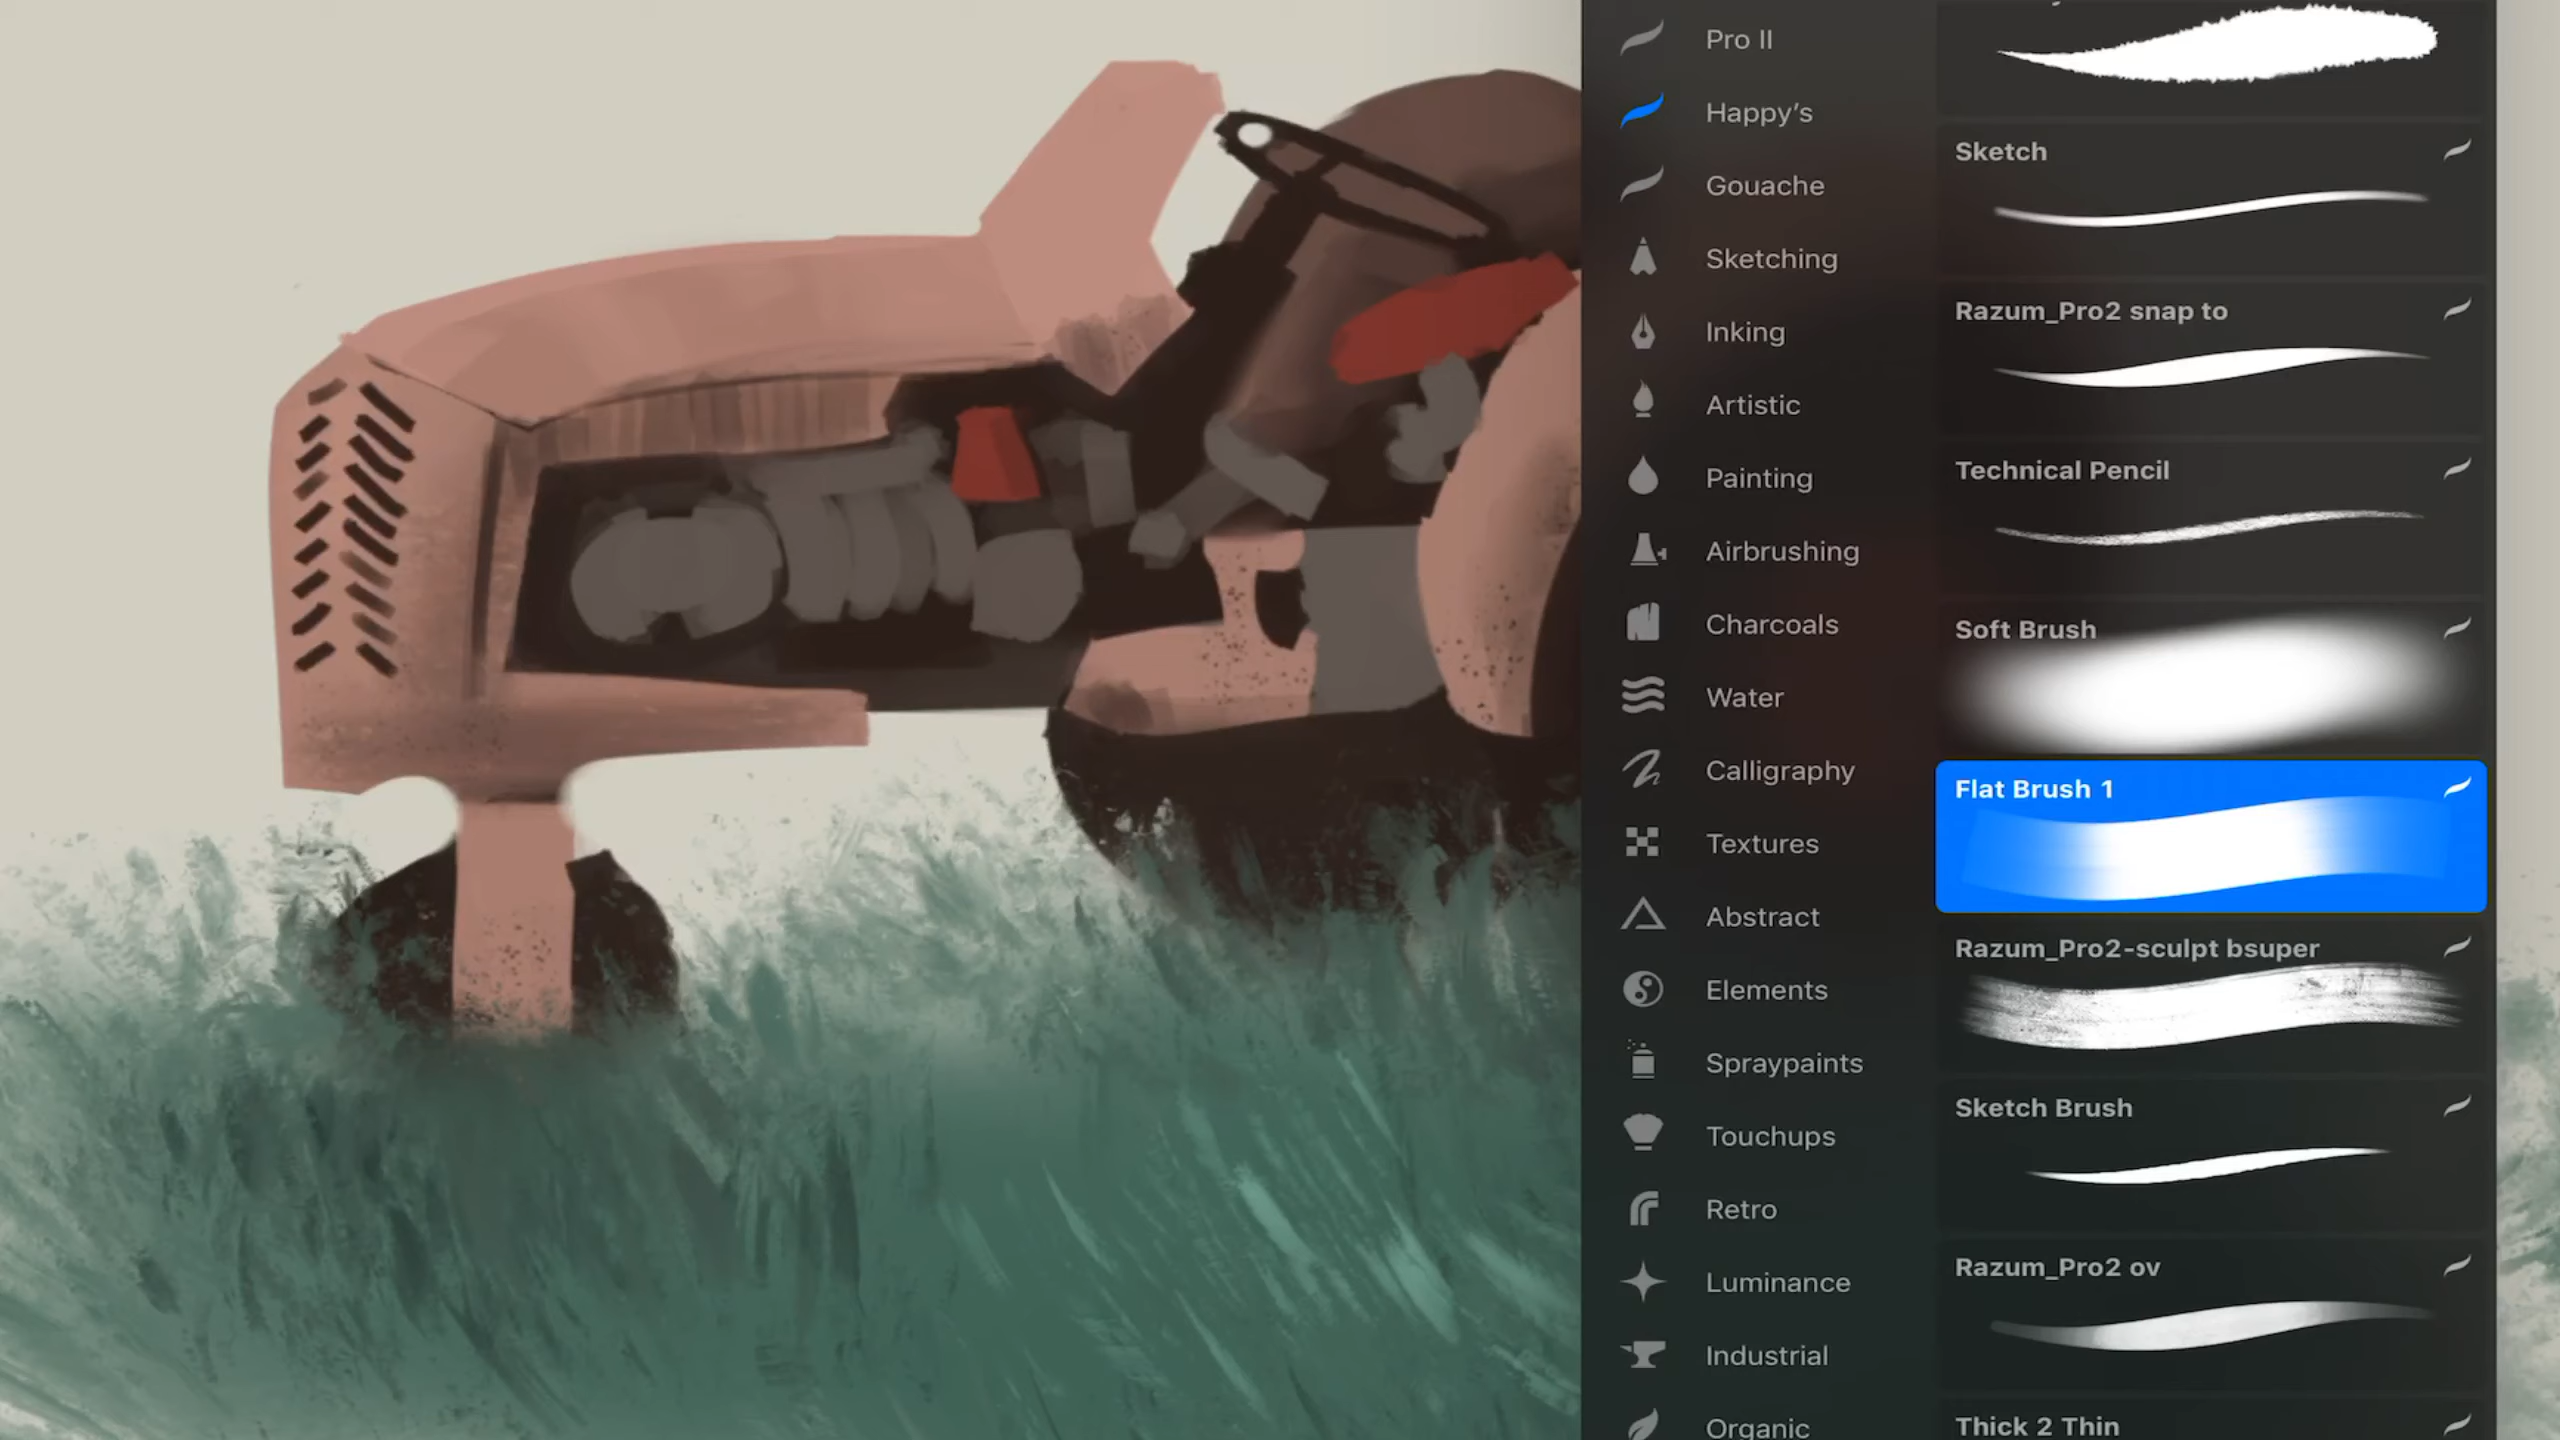 Pro II
Happy's
Gouache
Sketching
Inking
Artistic
Painting
Airbrushing
Charcoals
Water
Calligraphy
Textures
Abstract
Elements
Spraypaints
Touchups
Retro
Luminance
Industrial
Organic
Sketch
Razum_Pro2 snap to
Technical Pencil
Soft Brush
Flat Brush 1
Razum_Pro2-sculpt bsuper
Sketch Brush
Razum_Pro2 ov
Thick 2 Thin